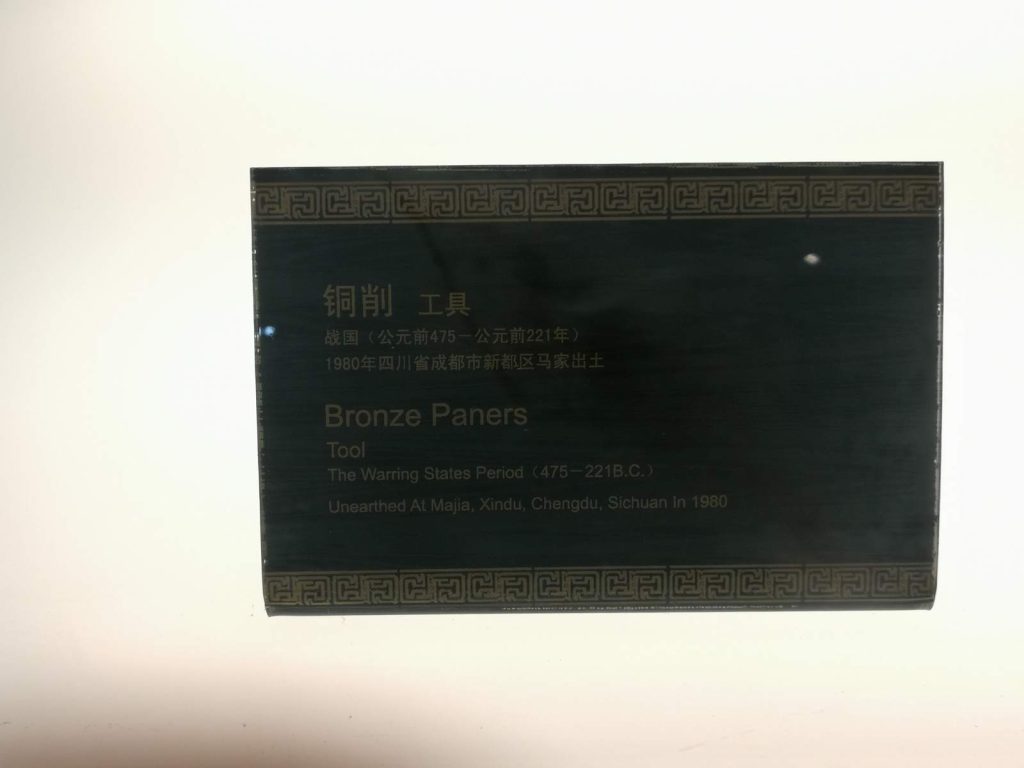 铜削 工具
战国（公元前475－公元前221年）
1980年四川省成都市新都区马家出土
Bronze Paners
Tool
The Warring States Period（475－221B.C.）
Unearthed At Majia, Xindu, Chengdu, Sichuan In 1980